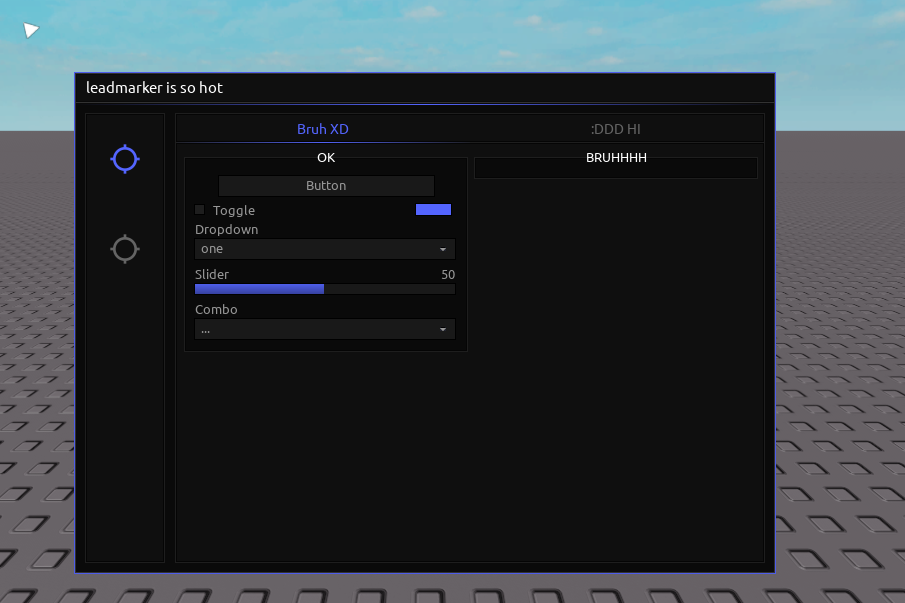 leadmarker is so hot
Bruh XD
:DDD HI
OK
BRUHHHH
Button
Toggle
Dropdown
one
Slider
50
Combo
...